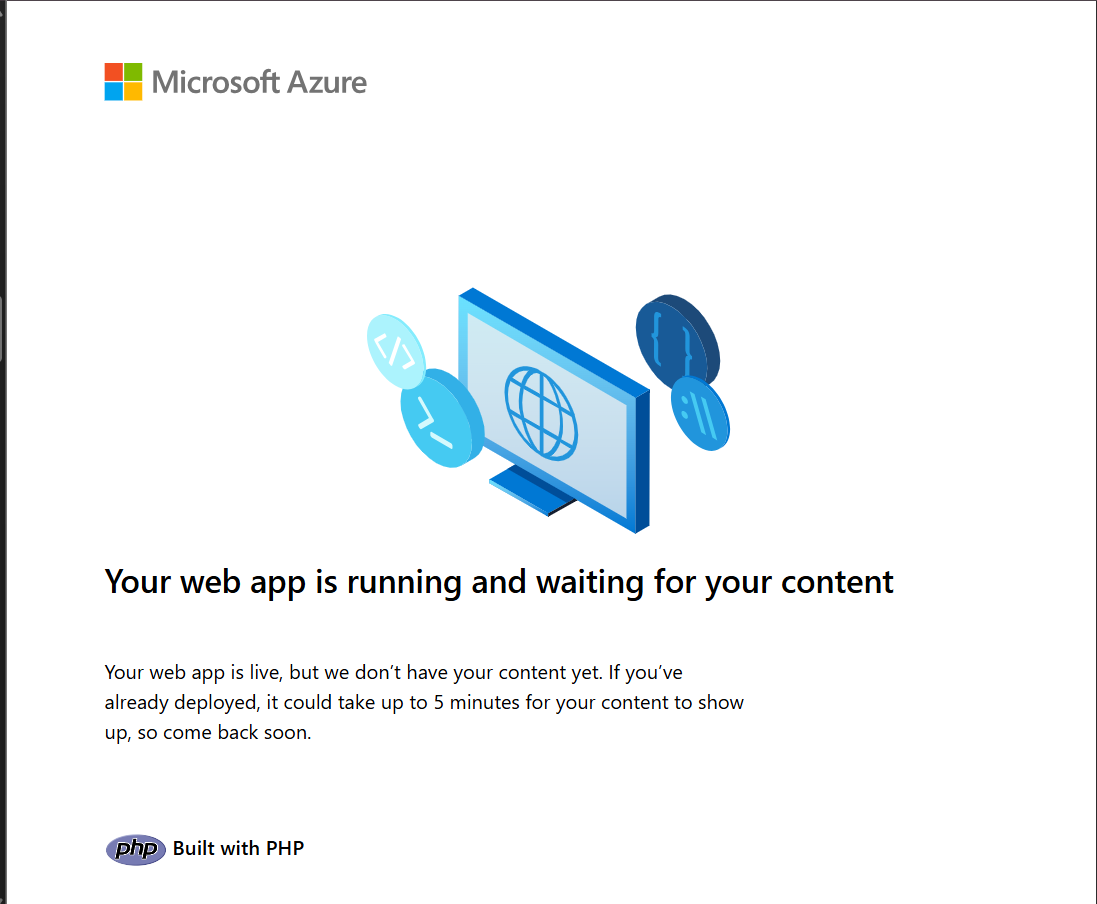 Microsoft Azure
</>
>_
{ }
:\\
Your web app is running and waiting for your content
Your web app is live, but we don’t have your content yet. If you’ve
already deployed, it could take up to 5 minutes for your content to show
up, so come back soon.
php Built with PHP